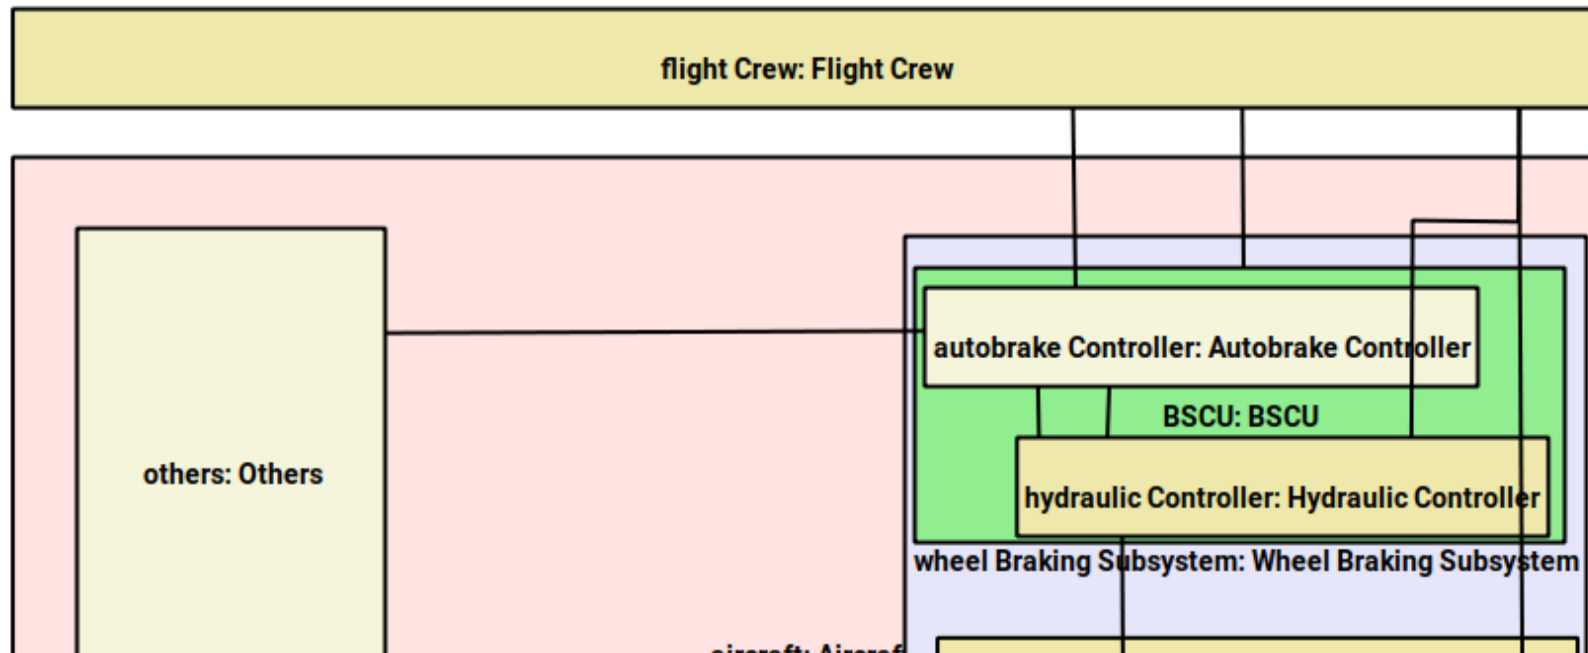 flight Crew: Flight Crew
autobrake Controller: Autobrake Controller
BSCU: BSCU
others: Others
hydraulic Controller: Hydraulic Controller
wheel Braking Subsystem: Wheel Braking Subsystem